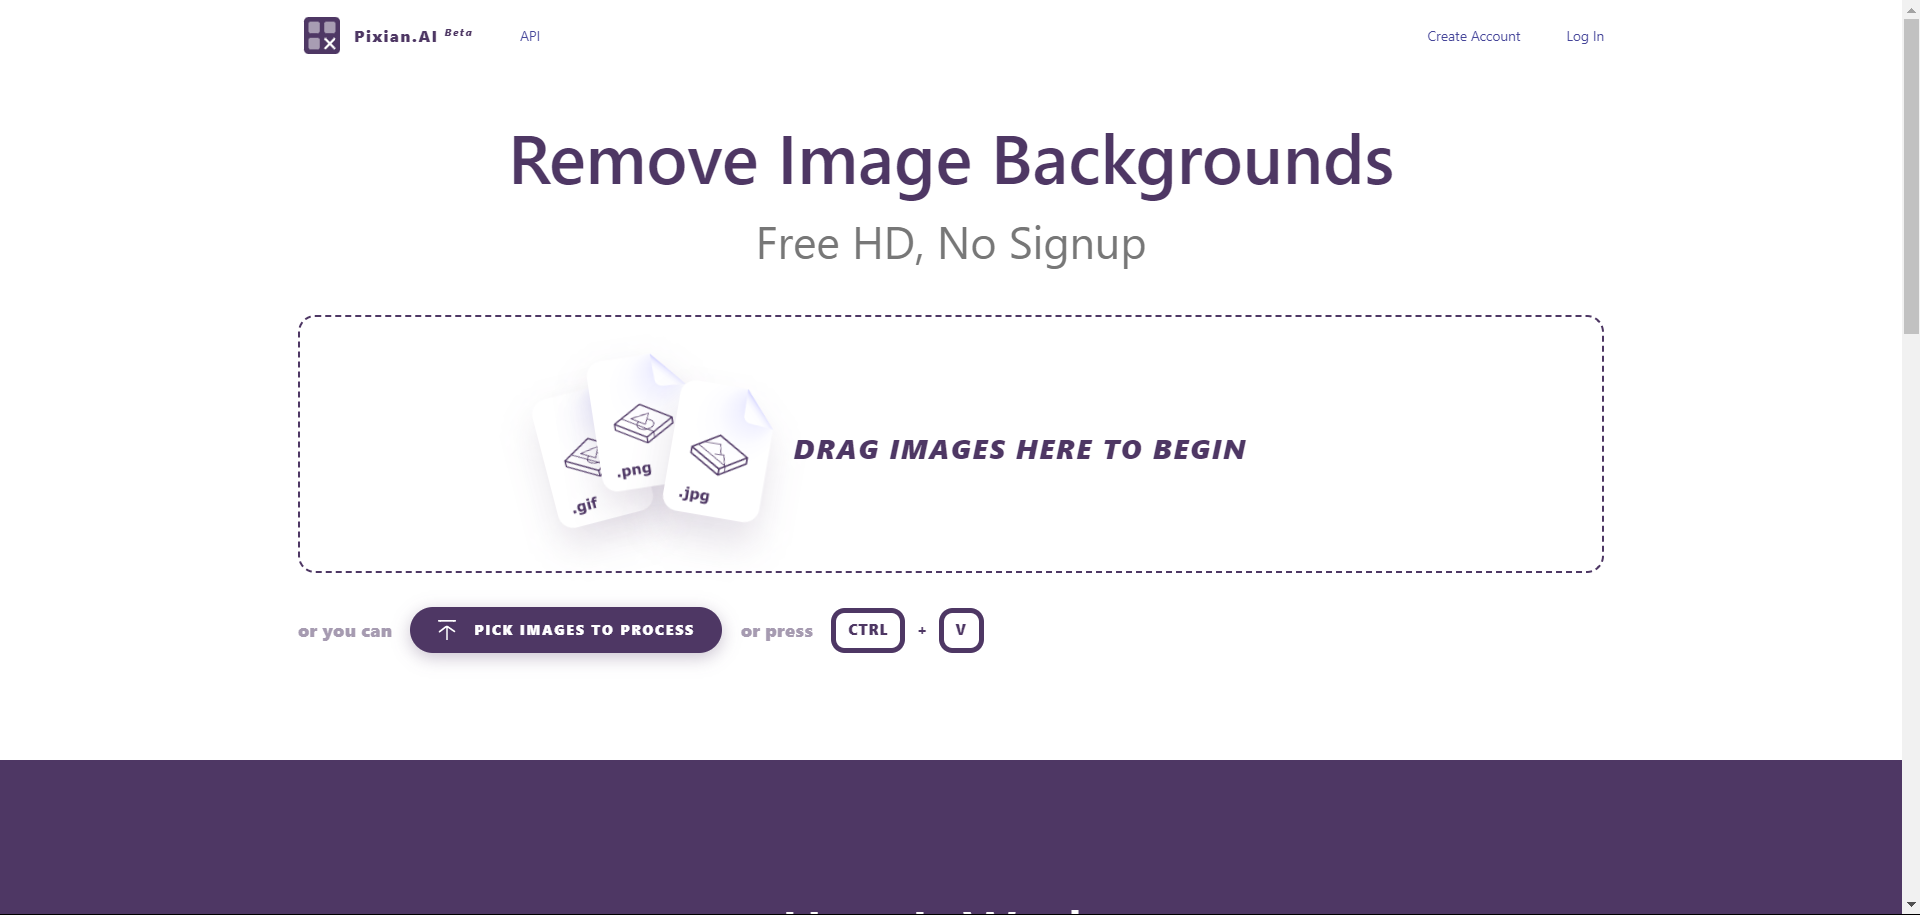 Pixian.AI Beta API Create Account Log In
Remove Image Backgrounds
Free HD, No Signup
.gif
.png
.jpg
DRAG IMAGES HERE TO BEGIN
or you can PICK IMAGES TO PROCESS or press CTRL + V